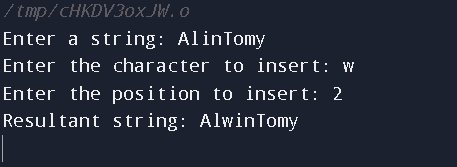 /tmp/cHKDV3oxJW.o
Enter a string: AlinTomy
Enter the character to insert: w
Enter the position to insert: 2
Resultant string: AlwinTomy